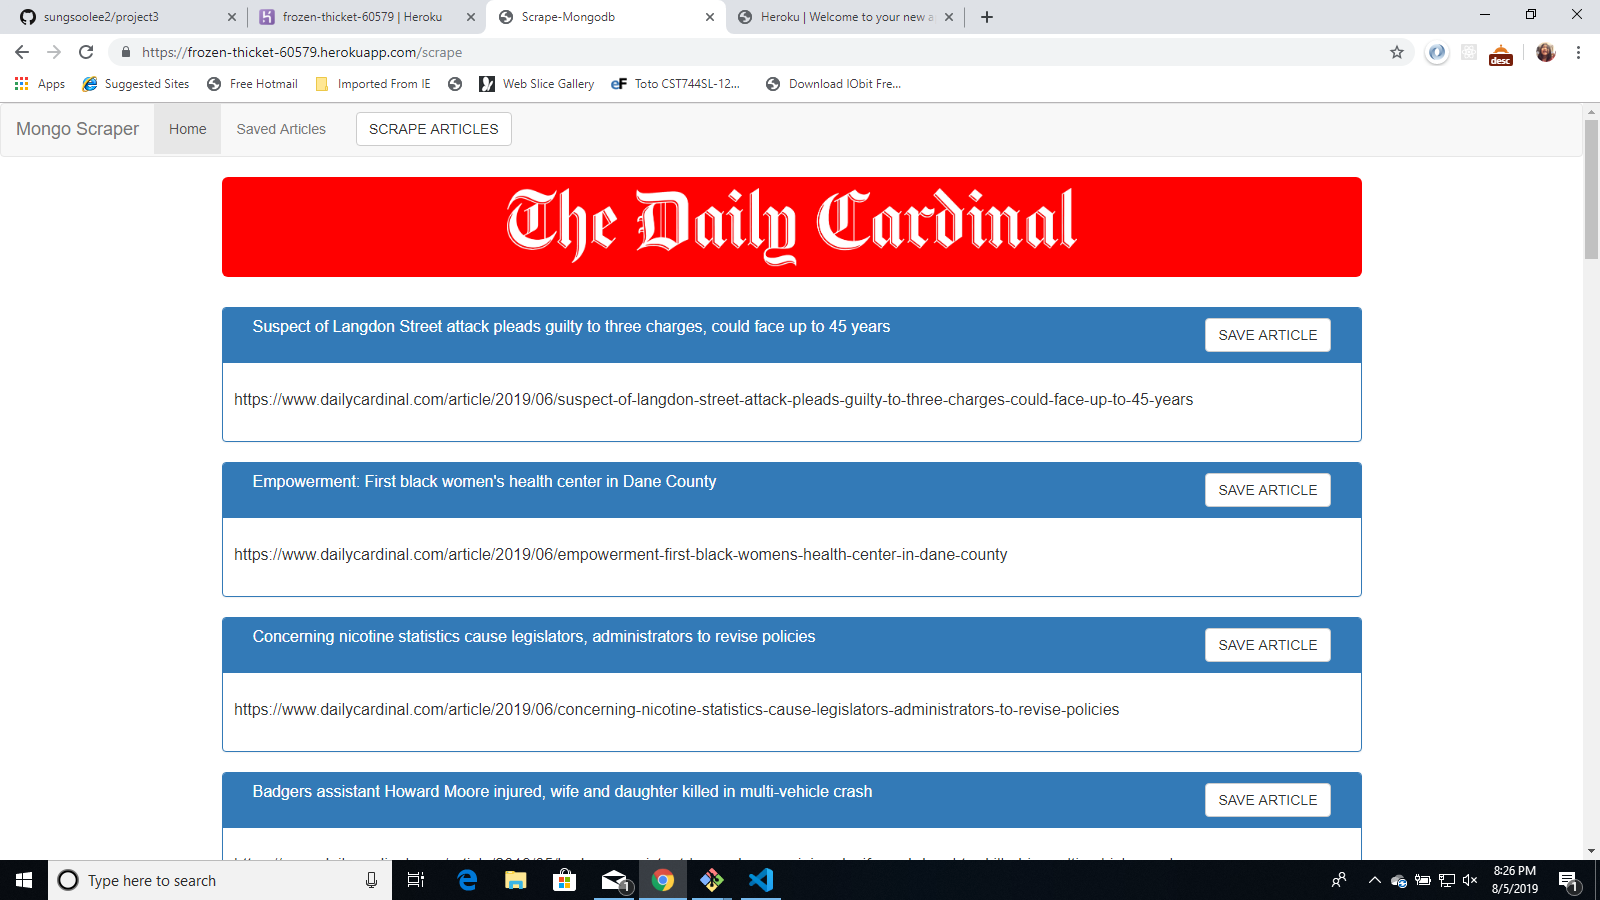 sungsoolee2/project3
frozen-thicket-60579 | Heroku
Scrape-Mongodb
Heroku | Welcome to your new a
https://frozen-thicket-60579.herokuapp.com/scrape
desc
Apps
Suggested Sites
Free Hotmail
Imported From IE
Web Slice Gallery
eF Toto CST744SL-12...
Download IObit Fre...
Mongo Scraper
Home
Saved Articles
SCRAPE ARTICLES
The Daily Cardinal
Suspect of Langdon Street attack pleads guilty to three charges, could face up to 45 years
SAVE ARTICLE
https://www.dailycardinal.com/article/2019/06/suspect-of-langdon-street-attack-pleads-guilty-to-three-charges-could-face-up-to-45-years
Empowerment: First black women's health center in Dane County
SAVE ARTICLE
https://www.dailycardinal.com/article/2019/06/empowerment-first-black-womens-health-center-in-dane-county
Concerning nicotine statistics cause legislators, administrators to revise policies
SAVE ARTICLE
https://www.dailycardinal.com/article/2019/06/concerning-nicotine-statistics-cause-legislators-administrators-to-revise-policies
Badgers assistant Howard Moore injured, wife and daughter killed in multi-vehicle crash
SAVE ARTICLE
Type here to search
1
8:26 PM
8/5/2019
1